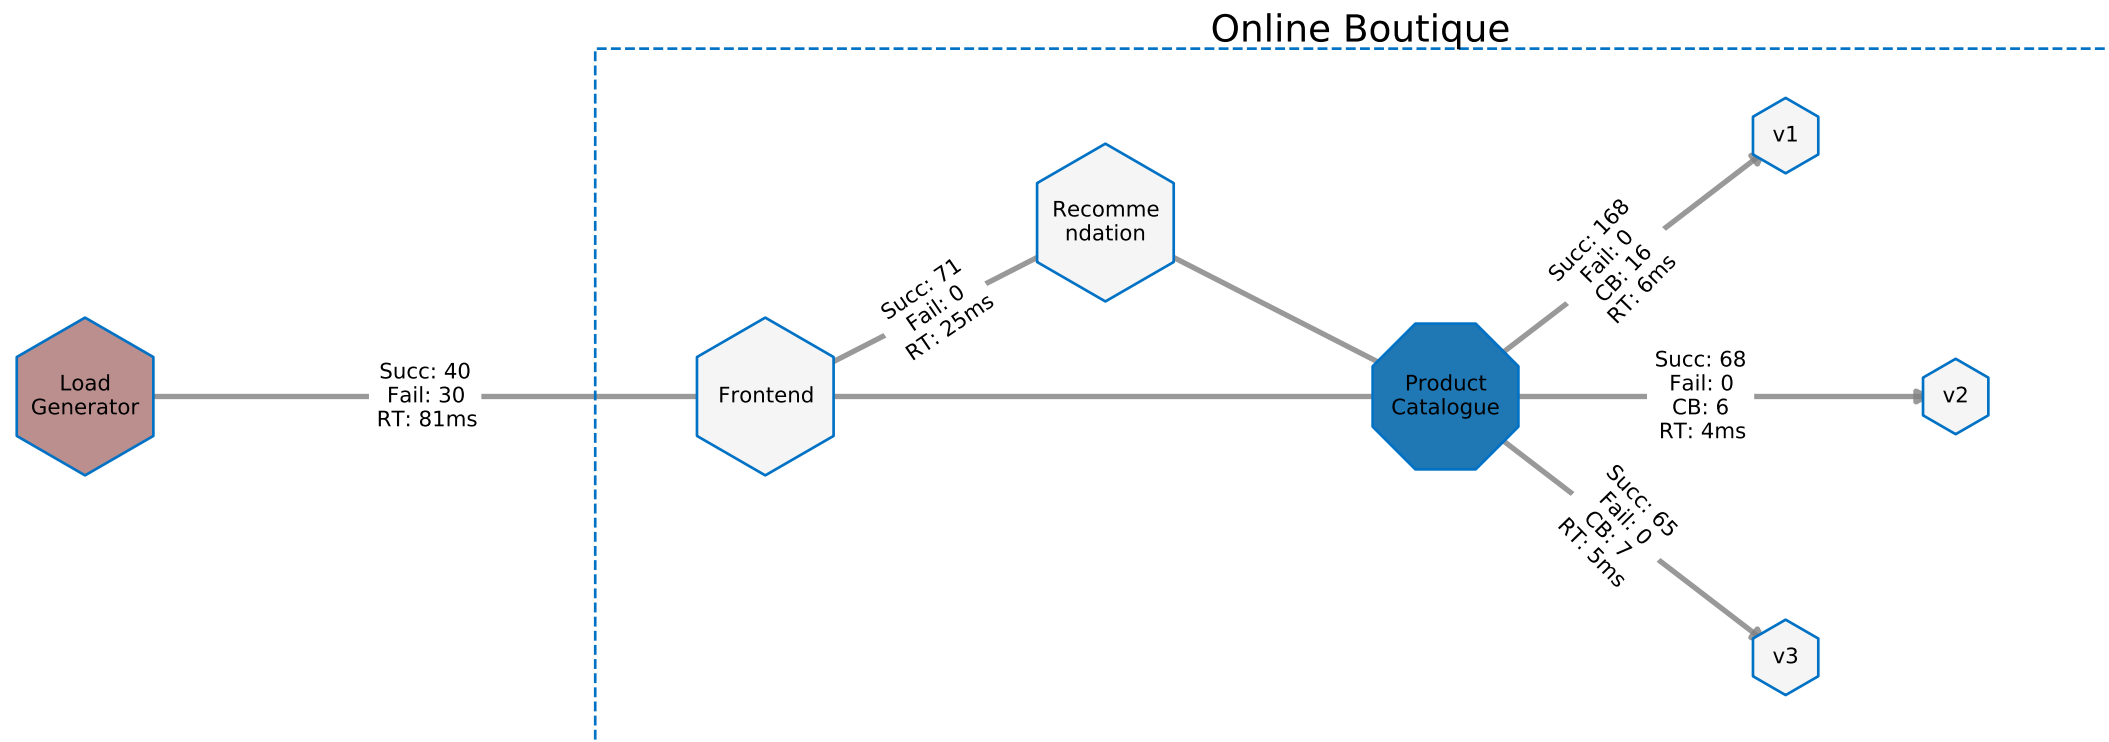 Online Boutique
Load
Generator
Succ: 40
Fail: 30
RT: 81ms
Frontend
Succ: 71
Fail: 0
RT: 25ms
Recomme
ndation
Product
Catalogue
Succ: 168
Fail: 0
CB: 16
RT: 6ms
v1
Succ: 68
Fail: 0
CB: 6
RT: 4ms
v2
Succ: 65
Fail: 0
CB: 7
RT: 5ms
v3